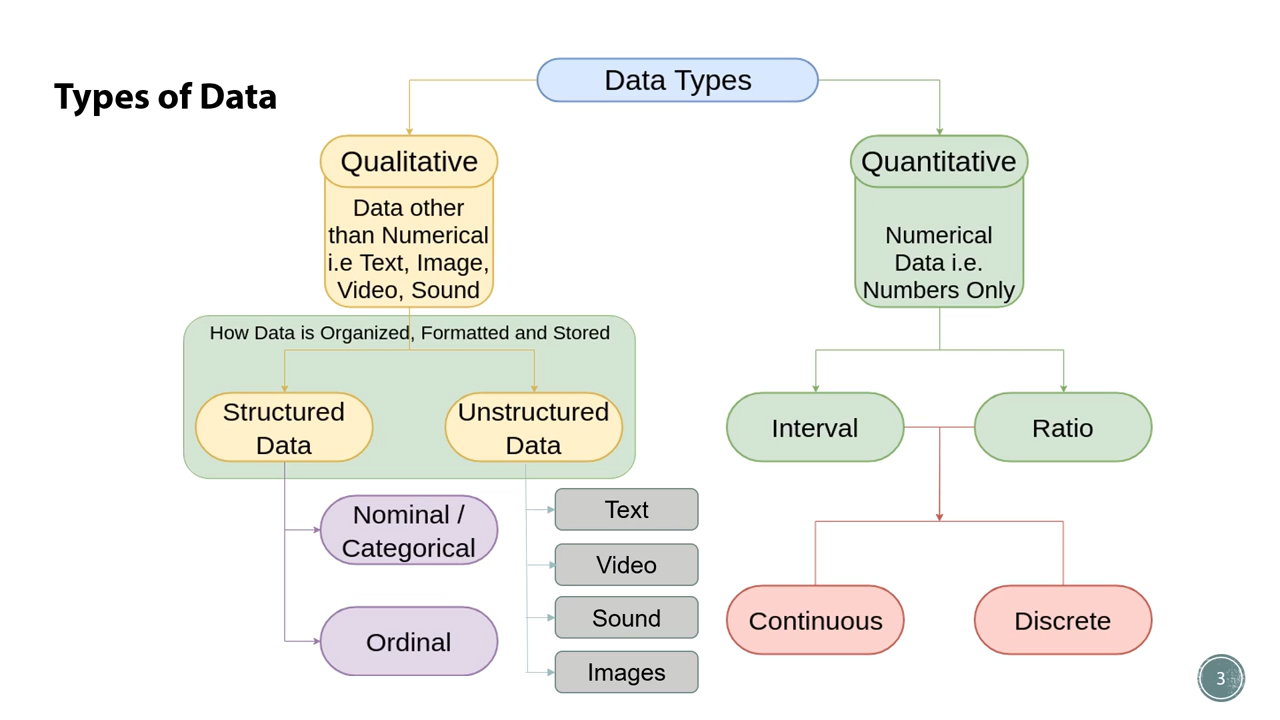 Types of Data
Data Types
Qualitative
Data other
than Numerical
i.e Text, Image,
Video, Sound
Quantitative
Numerical
Data i.e.
Numbers Only
How Data is Organized, Formatted and Stored
Structured
Data
Unstructured
Data
Interval
Ratio
Nominal /
Categorical
Ordinal
Text
Video
Sound
Images
Continuous
Discrete
3